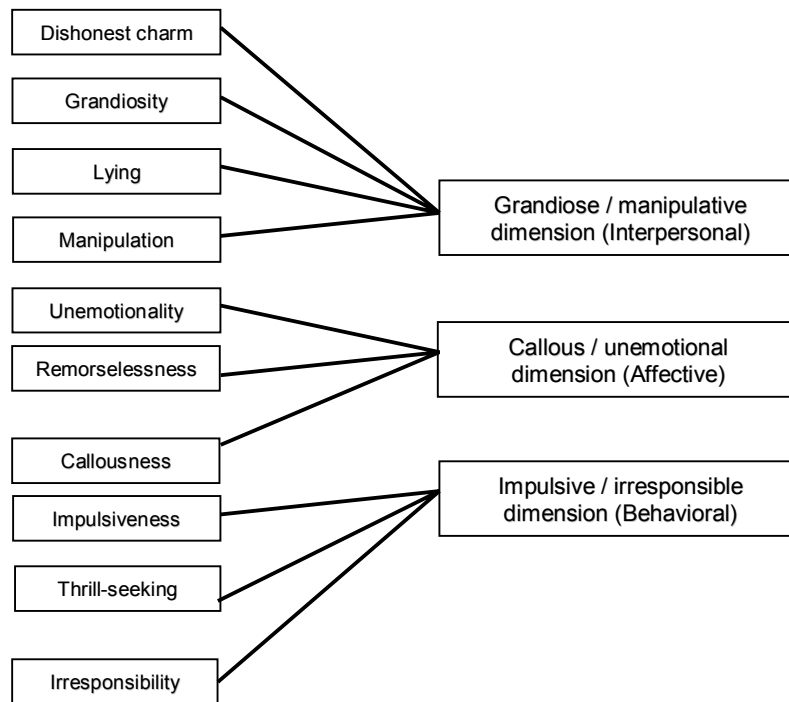 Dishonest charm
Grandiosity
Lying
Manipulation
Unemotionality
Remorselessness
Callousness
Impulsiveness
Thrill-seeking
Irresponsibility
Grandiose / manipulative
dimension (Interpersonal)
Callous / unemotional
dimension (Affective)
Impulsive / irresponsible
dimension (Behavioral)